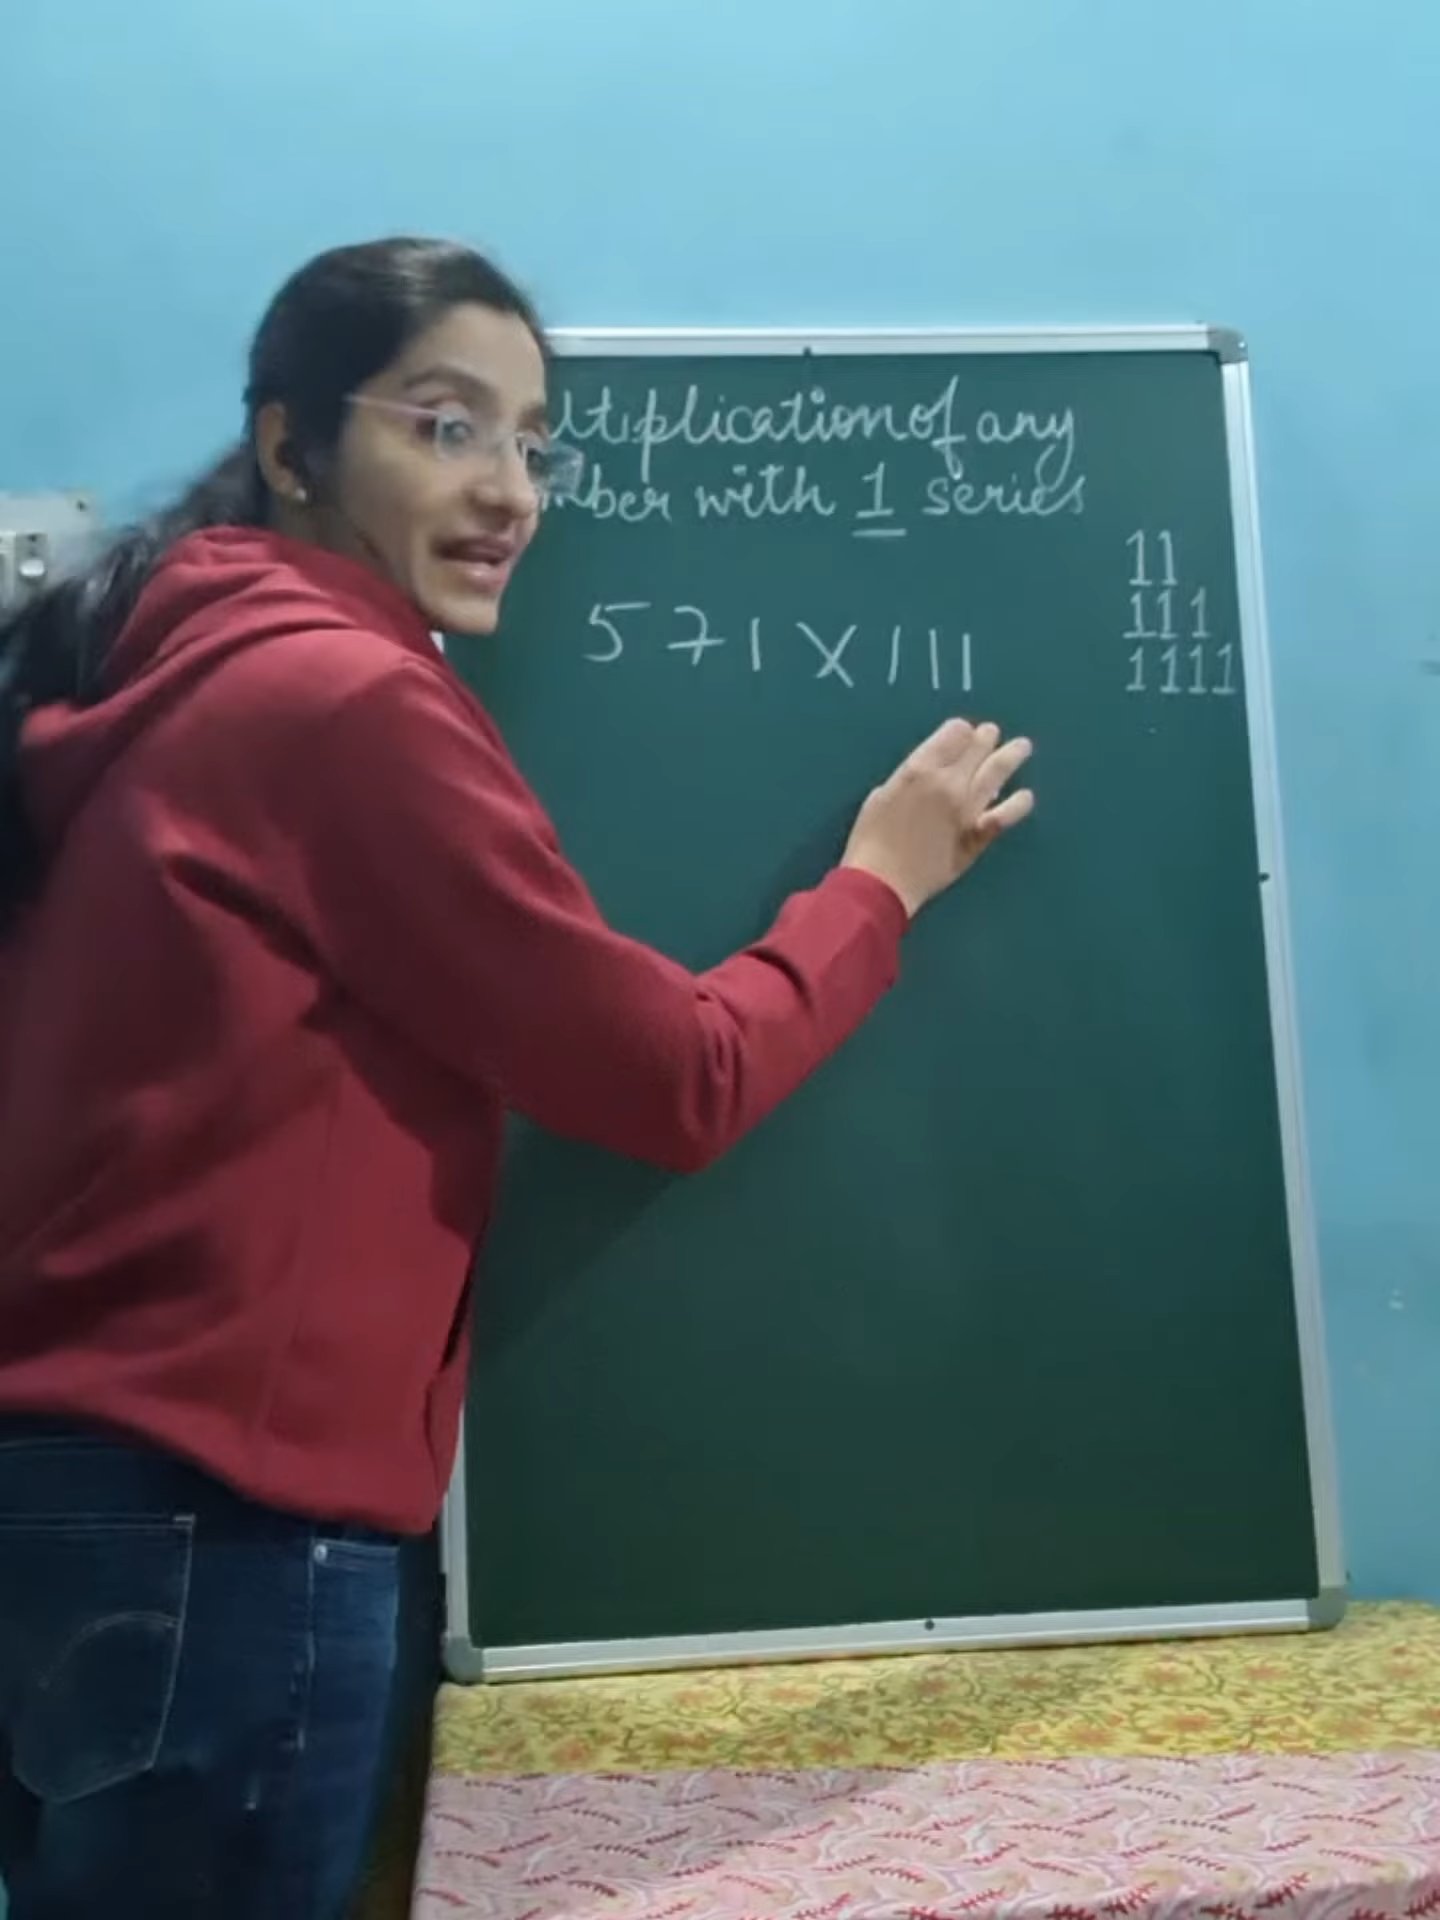 ltiplication of any
ber with 1 series
11
111
1111
571 X 111